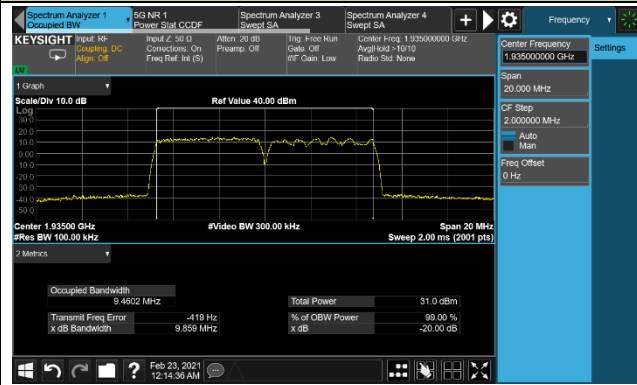 Spectrum Analyzer 1
Occupied BW
5G NR 1
Power Stat CCDF
Spectrum Analyzer 3
Swept SA
Spectrum Analyzer 4
Swept SA
Frequency
KEYSIGHT
Input: RF
Coupling: DC
Align: Off
Input Z: 50 Ω
Corrections: On
Freq Ref: Int (S)
Atten: 20 dB
Preamp: Off
Trig: Free Run
Gate: Off
#IF Gain: Low
Center Freq: 1.935000000 GHz
Avg|Hold:>10/10
Radio Std: None
LW
Center Frequency
1.935000000 GHz
Settings
Span
20.000 MHz
CF Step
2.000000 MHz
Auto
Man
Freq Offset
0 Hz
1 Graph
Scale/Div 10.0 dB
Ref Value 40.00 dBm
Log
30.0
20.0
10.0
0.00
-10.0
-20.0
-30.0
-40.0
-50.0
Center 1.93500 GHz
#Video BW 300.00 kHz
Span 20 MHz
#Res BW 100.00 kHz
Sweep 2.00 ms (2001 pts)
2 Metrics
Occupied Bandwidth
9.4602 MHz
Total Power
31.0 dBm
Transmit Freq Error
-419 Hz
% of OBW Power
99.00 %
x dB Bandwidth
9.859 MHz
x dB
-20.00 dB
Feb 23, 2021
12:14:36 AM